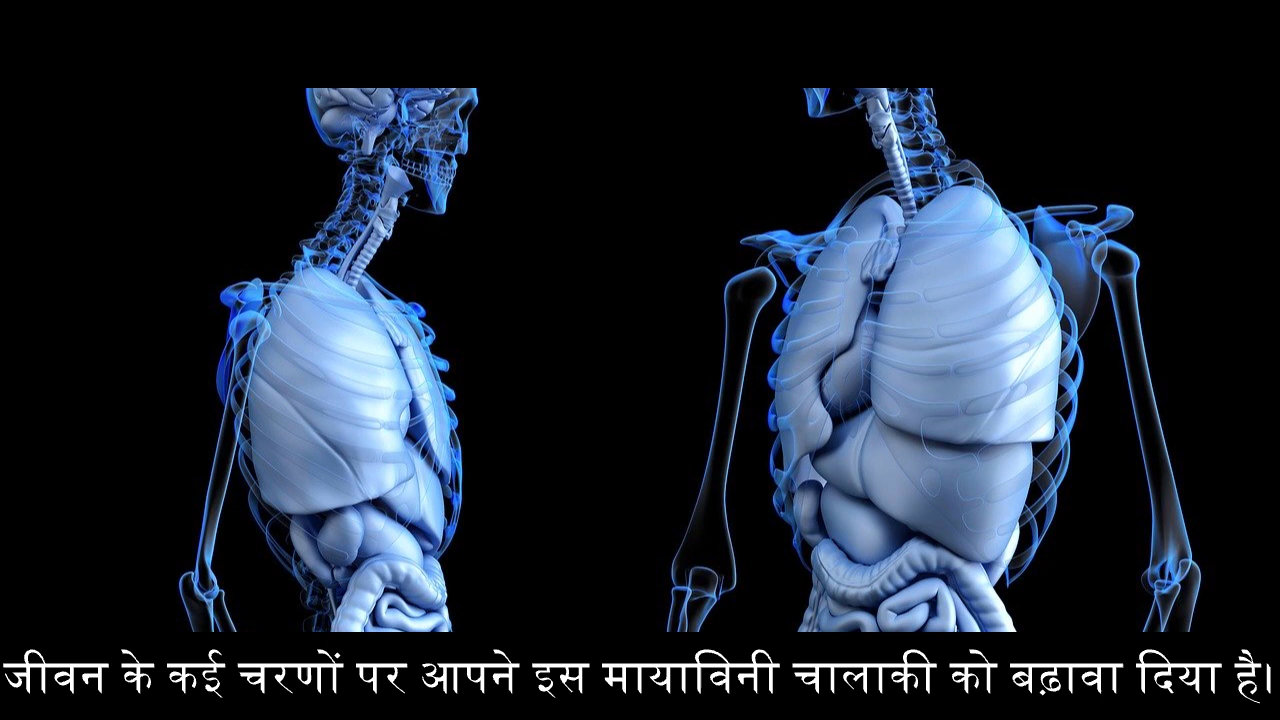 जीवन के कई चरणों पर आपने इस मायाविनी चालाकी को बढ़ावा दिया है।